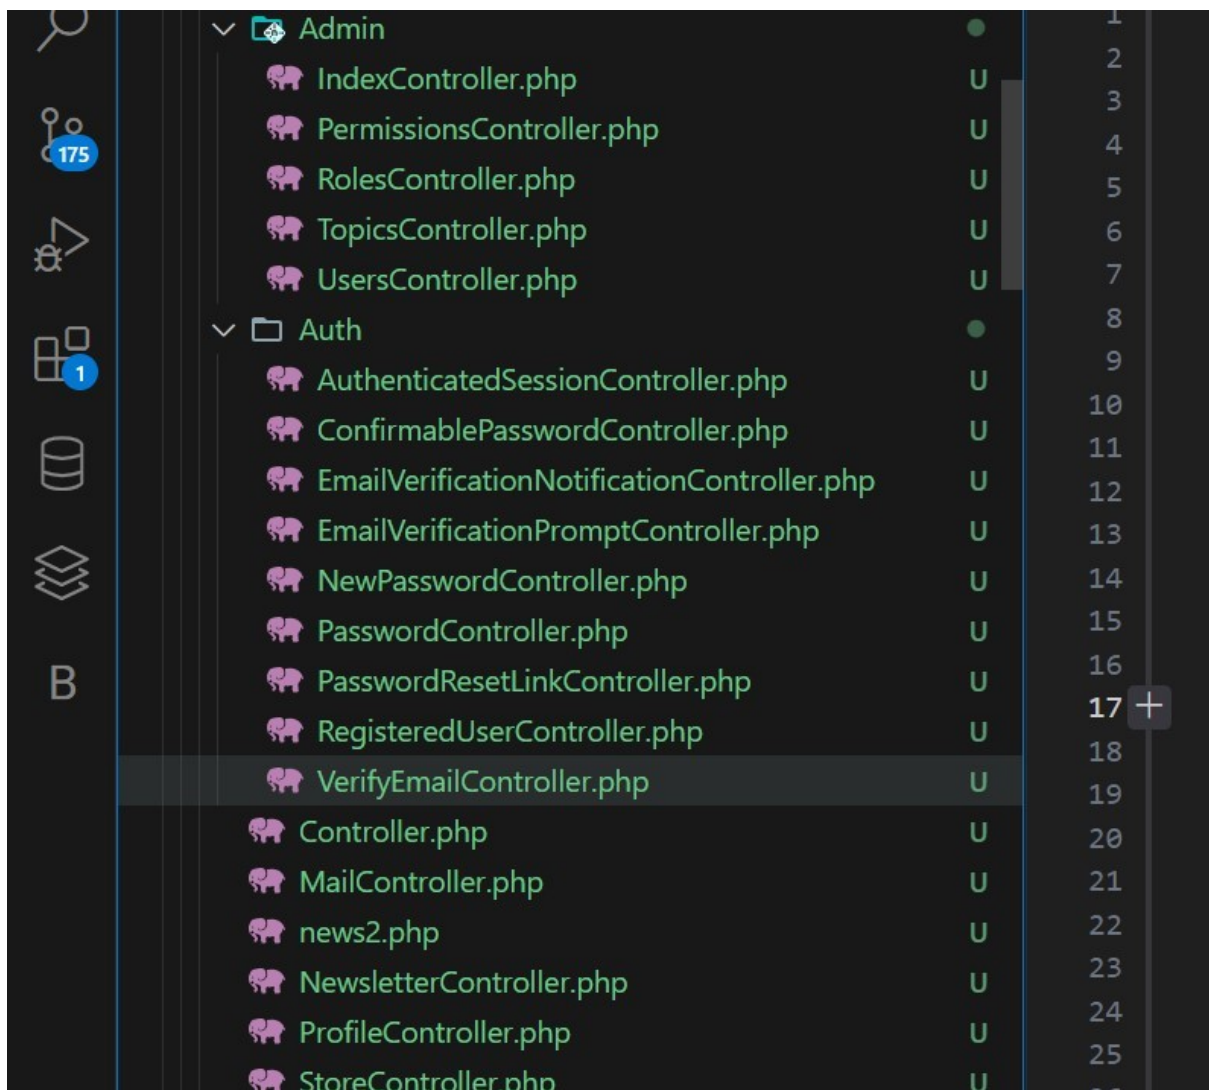 Admin
IndexController.php U
PermissionsController.php U
RolesController.php U
TopicsController.php U
UsersController.php U
Auth
AuthenticatedSessionController.php U
ConfirmablePasswordController.php U
EmailVerificationNotificationController.php U
EmailVerificationPromptController.php U
NewPasswordController.php U
PasswordController.php U
PasswordResetLinkController.php U
RegisteredUserController.php U
VerifyEmailController.php U
Controller.php U
MailController.php U
news2.php U
NewsletterController.php U
ProfileController.php U
StoreController.php U
175
1
B
1
2
3
4
5
6
7
8
9
10
11
12
13
14
15
16
17
18
19
20
21
22
23
24
25